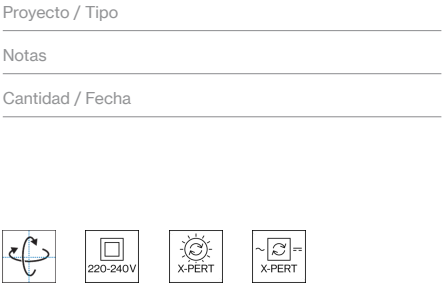 Proyecto / Tipo
Notas
Cantidad / Fecha
220-240V
X-PERT
X-PERT